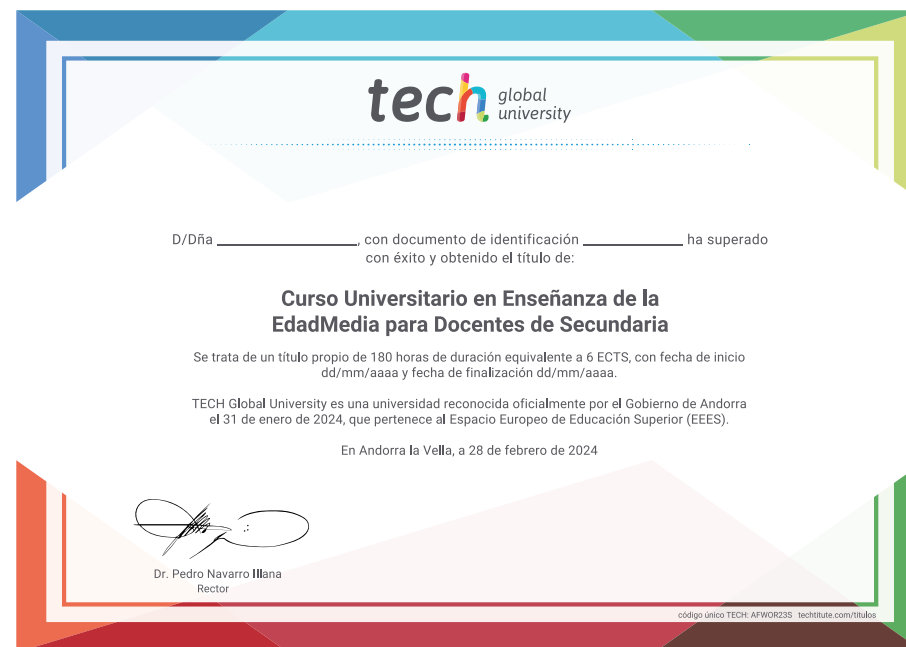 tech global university
D/Dña ____________, con documento de identificación ____________ ha superado
con éxito y obtenido el título de:
Curso Universitario en Enseñanza de la
EdadMedia para Docentes de Secundaria
Se trata de un título propio de 180 horas de duración equivalente a 6 ECTS, con fecha de inicio
dd/mm/aaaa y fecha de finalización dd/mm/aaaa.
TECH Global University es una universidad reconocida oficialmente por el Gobierno de Andorra
el 31 de enero de 2024, que pertenece al Espacio Europeo de Educación Superior (EEES).
En Andorra la Vella, a 28 de febrero de 2024
Dr. Pedro Navarro Illana
Rector
código único TECH: AFWOR23S techtitute.com/titulos